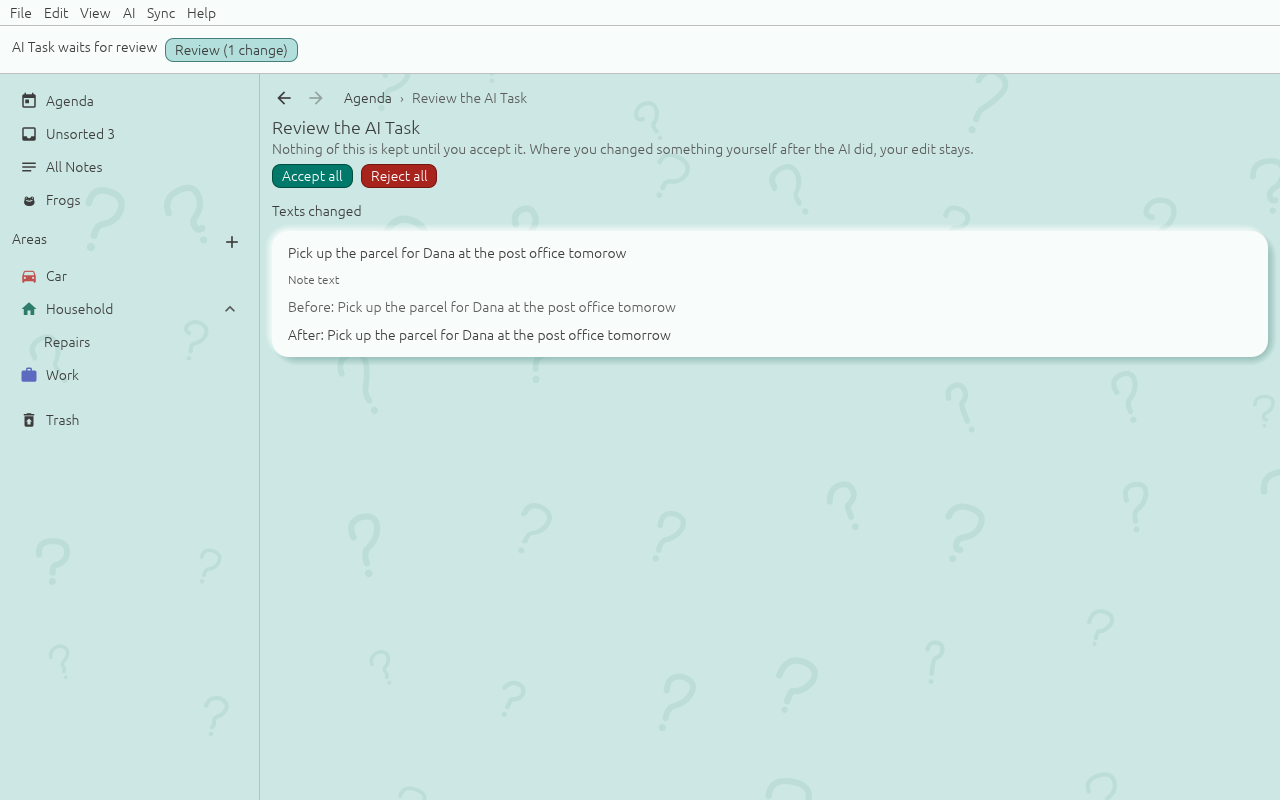 File Edit View AI Sync Help
AI Task waits for review Review (1 change)
Agenda
Unsorted 3
All Notes
Frogs
Areas
Car
Household
Repairs
Work
Trash
Agenda › Review the AI Task
Review the AI Task
Nothing of this is kept until you accept it. Where you changed something yourself after the AI did, your edit stays.
Accept all Reject all
Texts changed
Pick up the parcel for Dana at the post office tomorow
Note text
Before: Pick up the parcel for Dana at the post office tomorow
After: Pick up the parcel for Dana at the post office tomorrow